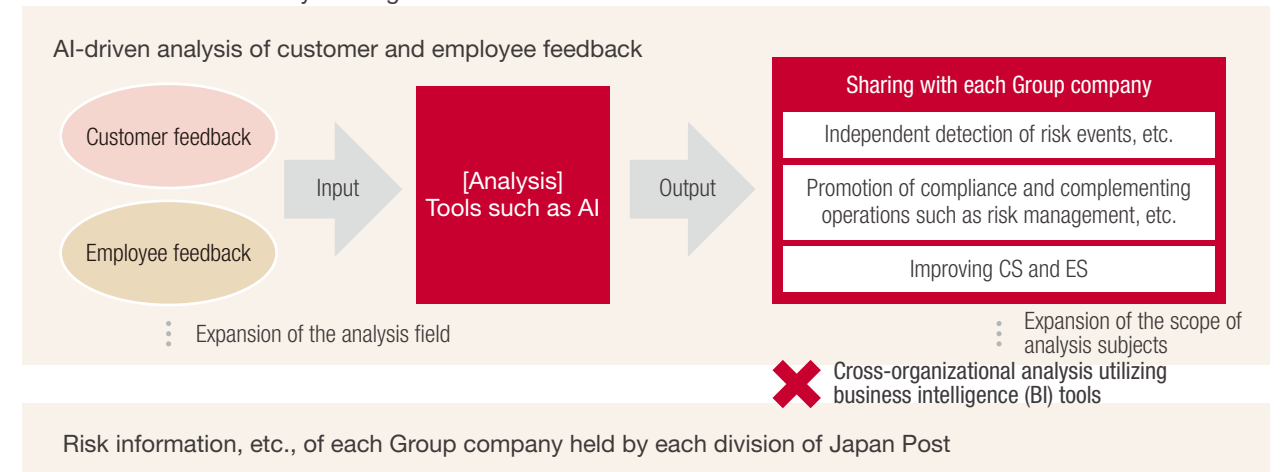 AI-driven analysis of customer and employee feedback
Customer feedback
Employee feedback
Input
[Analysis]
Tools such as AI
Output
Sharing with each Group company
Independent detection of risk events, etc.
Promotion of compliance and complementing
operations such as risk management, etc.
Improving CS and ES
Expansion of the analysis field
Expansion of the scope of
analysis subjects
Cross-organizational analysis utilizing
business intelligence (BI) tools
Risk information, etc., of each Group company held by each division of Japan Post